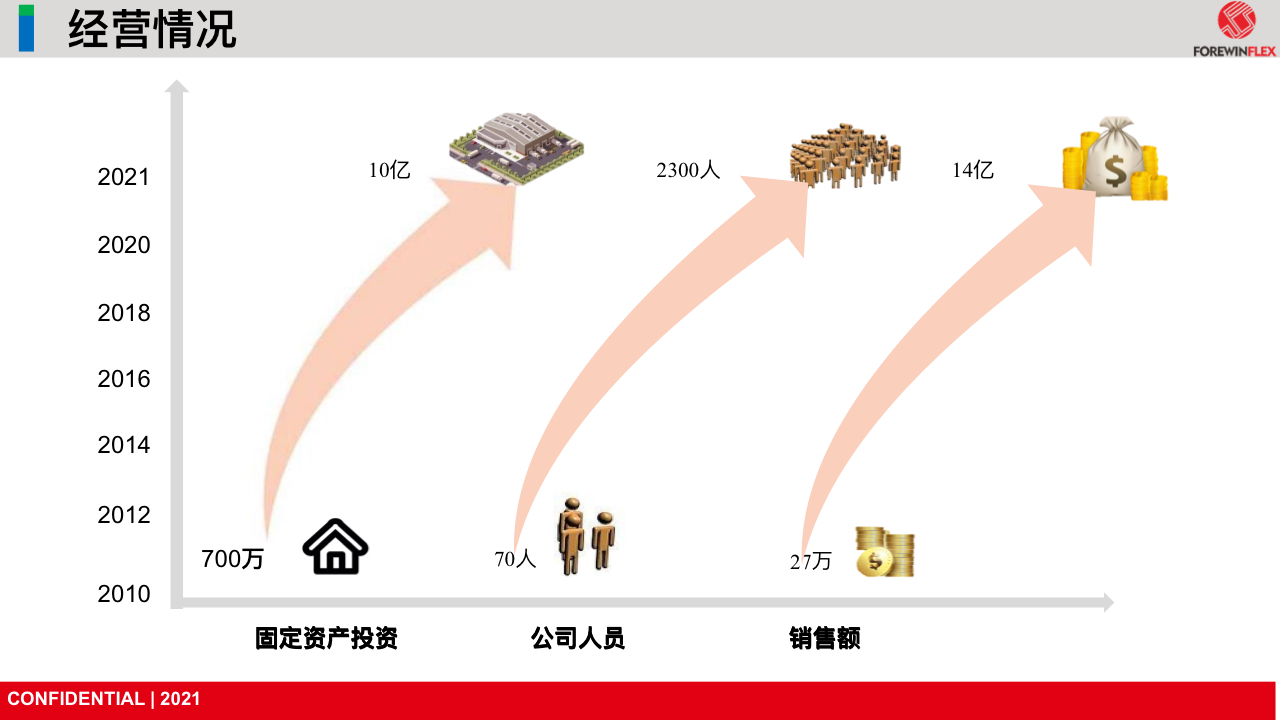 经营情况
FOREWINFLEX
2021
10亿
2300人
14亿
2020
2018
2016
2014
2012
700万
70人
27万
2010
固定资产投资
公司人员
销售额
CONFIDENTIAL | 2021